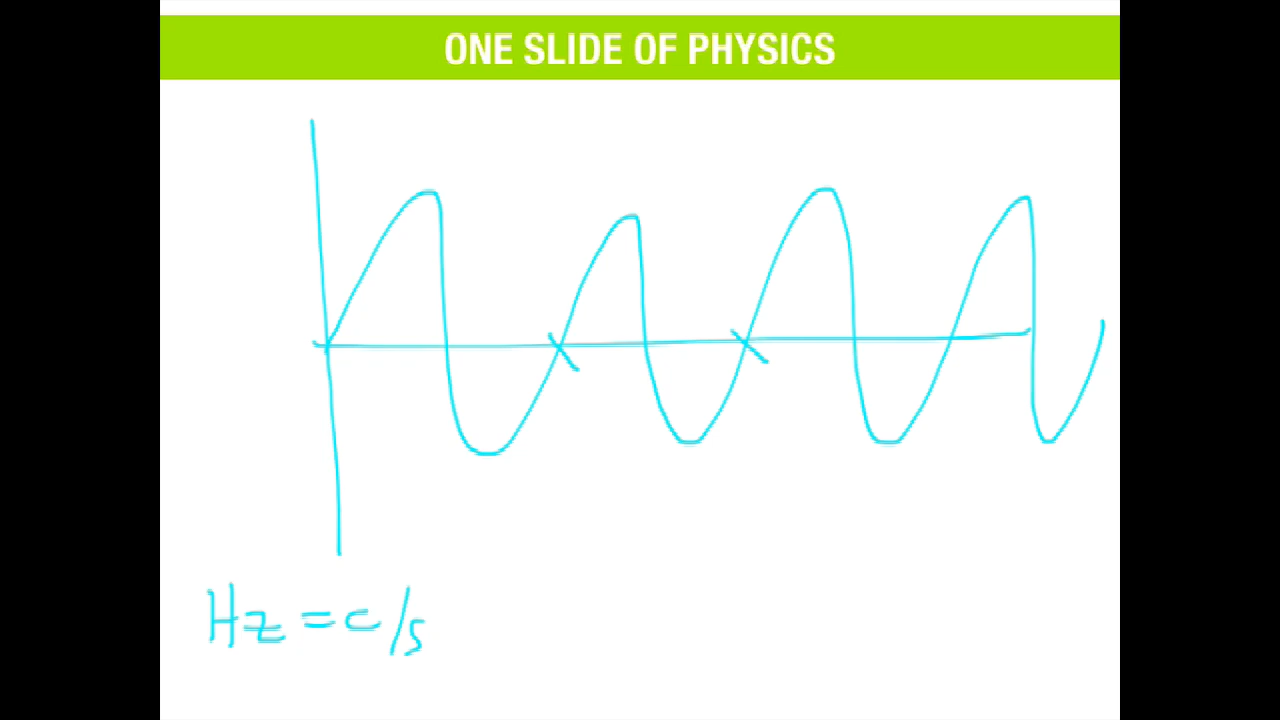 ONE SLIDE OF PHYSICS
Hz = c/s